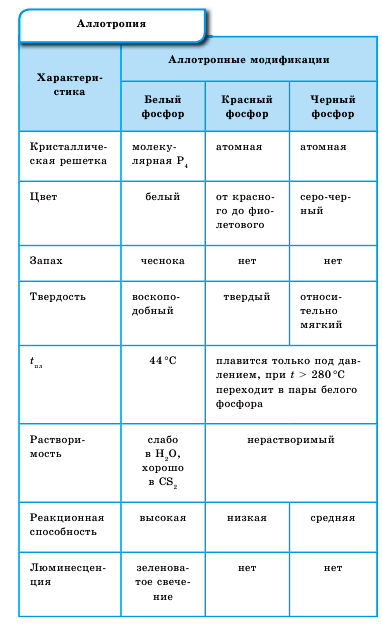 Аллотропия
Характери-
стика
Аллотропные модификации
Белый
фосфор
Красный
фосфор
Черный
фосфор
Кристалличе-
ская решетка
молеку-
лярная P4
атомная
атомная
Цвет
белый
от красно-
го до фио-
летового
серо-чер-
ный
Запах
чеснока
нет
нет
Твердость
воскопо-
добный
твердый
относи-
тельно
мягкий
tпл
44 °С
плавится только под дав-
лением, при t > 280 °С
переходит в пары белого
фосфора
Раствори-
мость
слабо
в H2O,
хорошо
в CS2
нерастворимый
Реакционная
способность
высокая
низкая
средняя
Люминесцен-
ция
зеленова-
тое свече-
ние
нет
нет